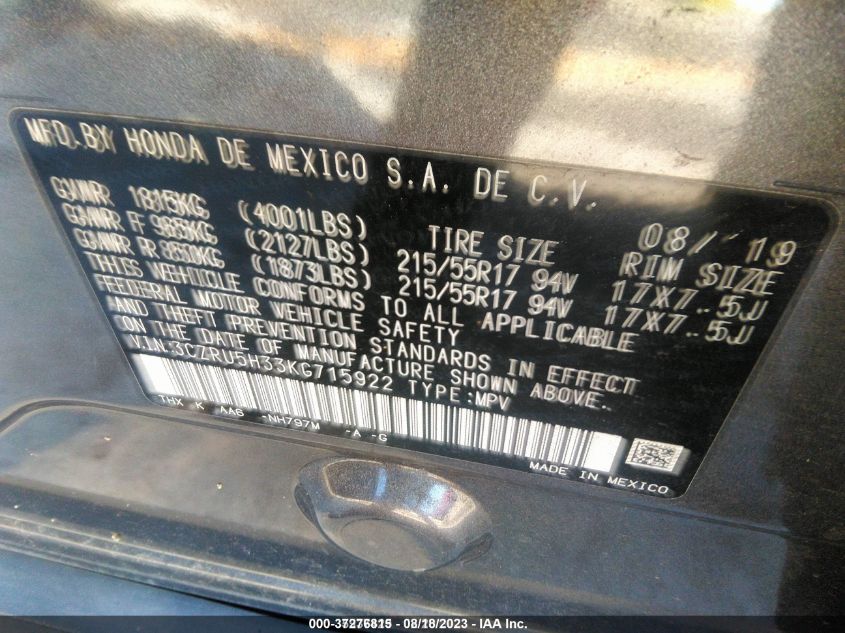 MFD. BY HONDA DE MEXICO S.A. DE C.V. 08/ 19
GVWR 1815KG (4001LBS) TIRE SIZE RIM SIZE
GAWR FF 965KG (2127LBS) 215/55R17 94V 17X7.5J
GAWR RR 850KG (1873LBS) 215/55R17 94V 17X7.5J
THIS VEHICLE CONFORMS TO ALL APPLICABLE
FEDERAL MOTOR VEHICLE SAFETY
AND THEFT PREVENTION STANDARDS IN EFFECT
ON THE DATE OF MANUFACTURE SHOWN ABOVE.
V.I.N:3CZRU5H33KG715922 TYPE:MPV
THX K AA6 -NH797M -A -G
MADE IN MEXICO
000-37276815 - 08/18/2023 - IAA Inc.